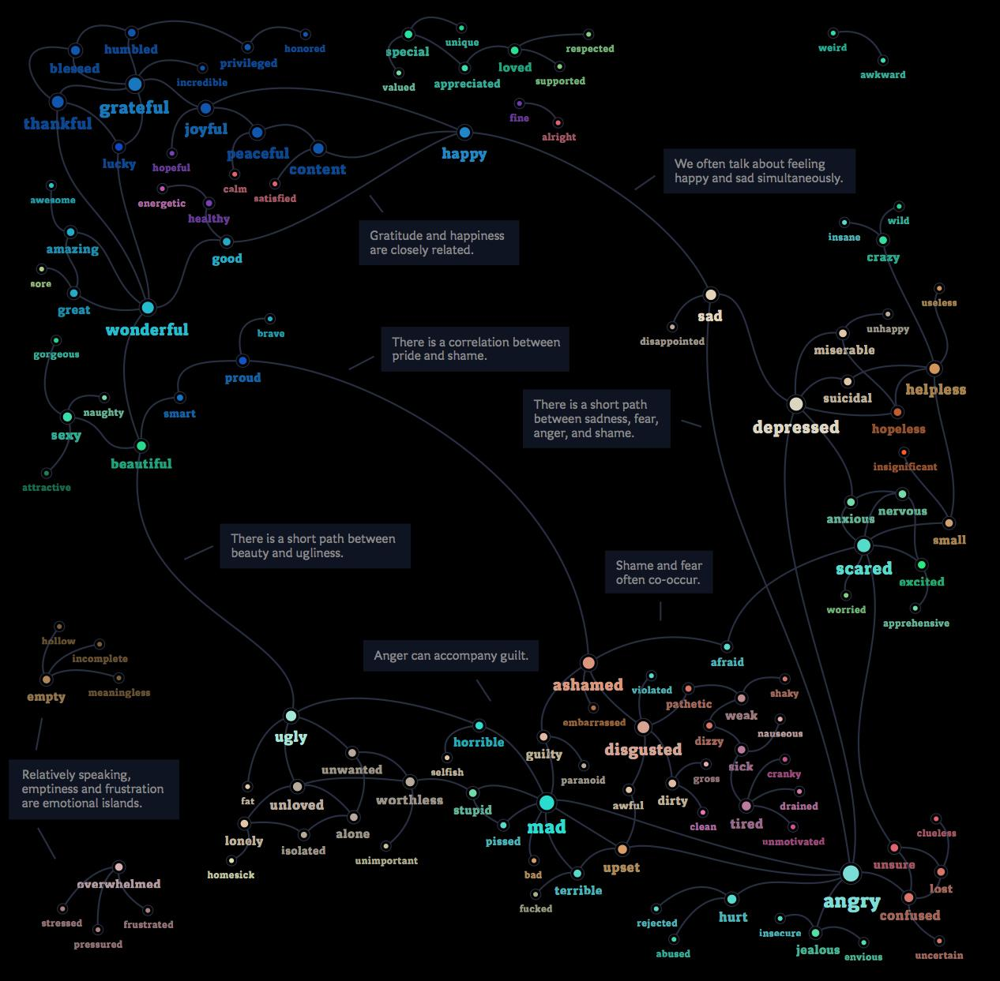 humbled
honored
blessed
privileged
incredible
grateful
thankful
joyful
peaceful
content
lucky
hopeful
calm
satisfied
energetic
healthy
special
unique
valued
appreciated
loved
respected
supported
fine
alright
happy
weird
awkward
We often talk about feeling
happy and sad simultaneously.
awesome
amazing
sore
great
good
wonderful
Gratitude and happiness
are closely related.
wild
insane
crazy
useless
sad
disappointed
unhappy
miserable
suicidal
helpless
depressed
hopeless
insignificant
brave
proud
smart
There is a correlation between
pride and shame.
gorgeous
naughty
sexy
beautiful
attractive
There is a short path
between sadness, fear,
anger, and shame.
anxious
nervous
small
scared
excited
worried
apprehensive
There is a short path between
beauty and ugliness.
Shame and fear
often co-occur.
hollow
incomplete
empty
meaningless
Anger can accompany guilt.
afraid
ashamed
violated
pathetic
shaky
embarrassed
weak
nauseous
dizzy
disgusted
sick
cranky
gross
drained
dirty
awful
clean
tired
unmotivated
ugly
horrible
selfish
guilty
paranoid
unwanted
worthless
fat
unloved
stupid
lonely
alone
isolated
homesick
unimportant
pissed
mad
bad
upset
terrible
fucked
Relatively speaking,
emptiness and frustration
are emotional islands.
overwhelmed
stressed
frustrated
pressured
clueless
unsure
lost
angry
confused
hurt
rejected
abused
insecure
jealous
envious
uncertain